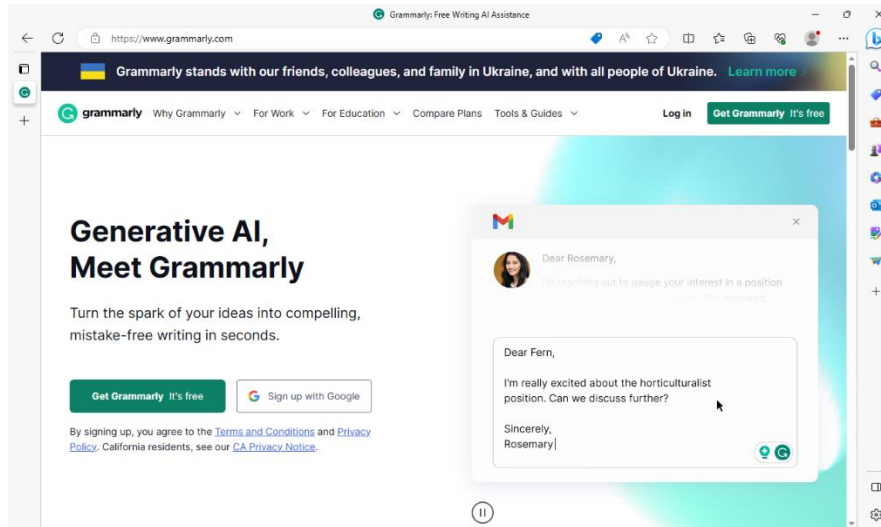 Grammarly: Free Writing AI Assistance
https://www.grammarly.com
Grammarly stands with our friends, colleagues, and family in Ukraine, and with all people of Ukraine. Learn more
grammarly Why Grammarly For Work For Education Compare Plans Tools & Guides Log in Get Grammarly It's free
Generative AI,
Meet Grammarly
Turn the spark of your ideas into compelling,
mistake-free writing in seconds.
Get Grammarly It's free Sign up with Google
By signing up, you agree to the Terms and Conditions and Privacy
Policy. California residents, see our CA Privacy Notice.
Dear Rosemary,
I'm reaching out to gauge your interest in a position
Dear Fern,
I'm really excited about the horticulturalist
position. Can we discuss further?
Sincerely,
Rosemary